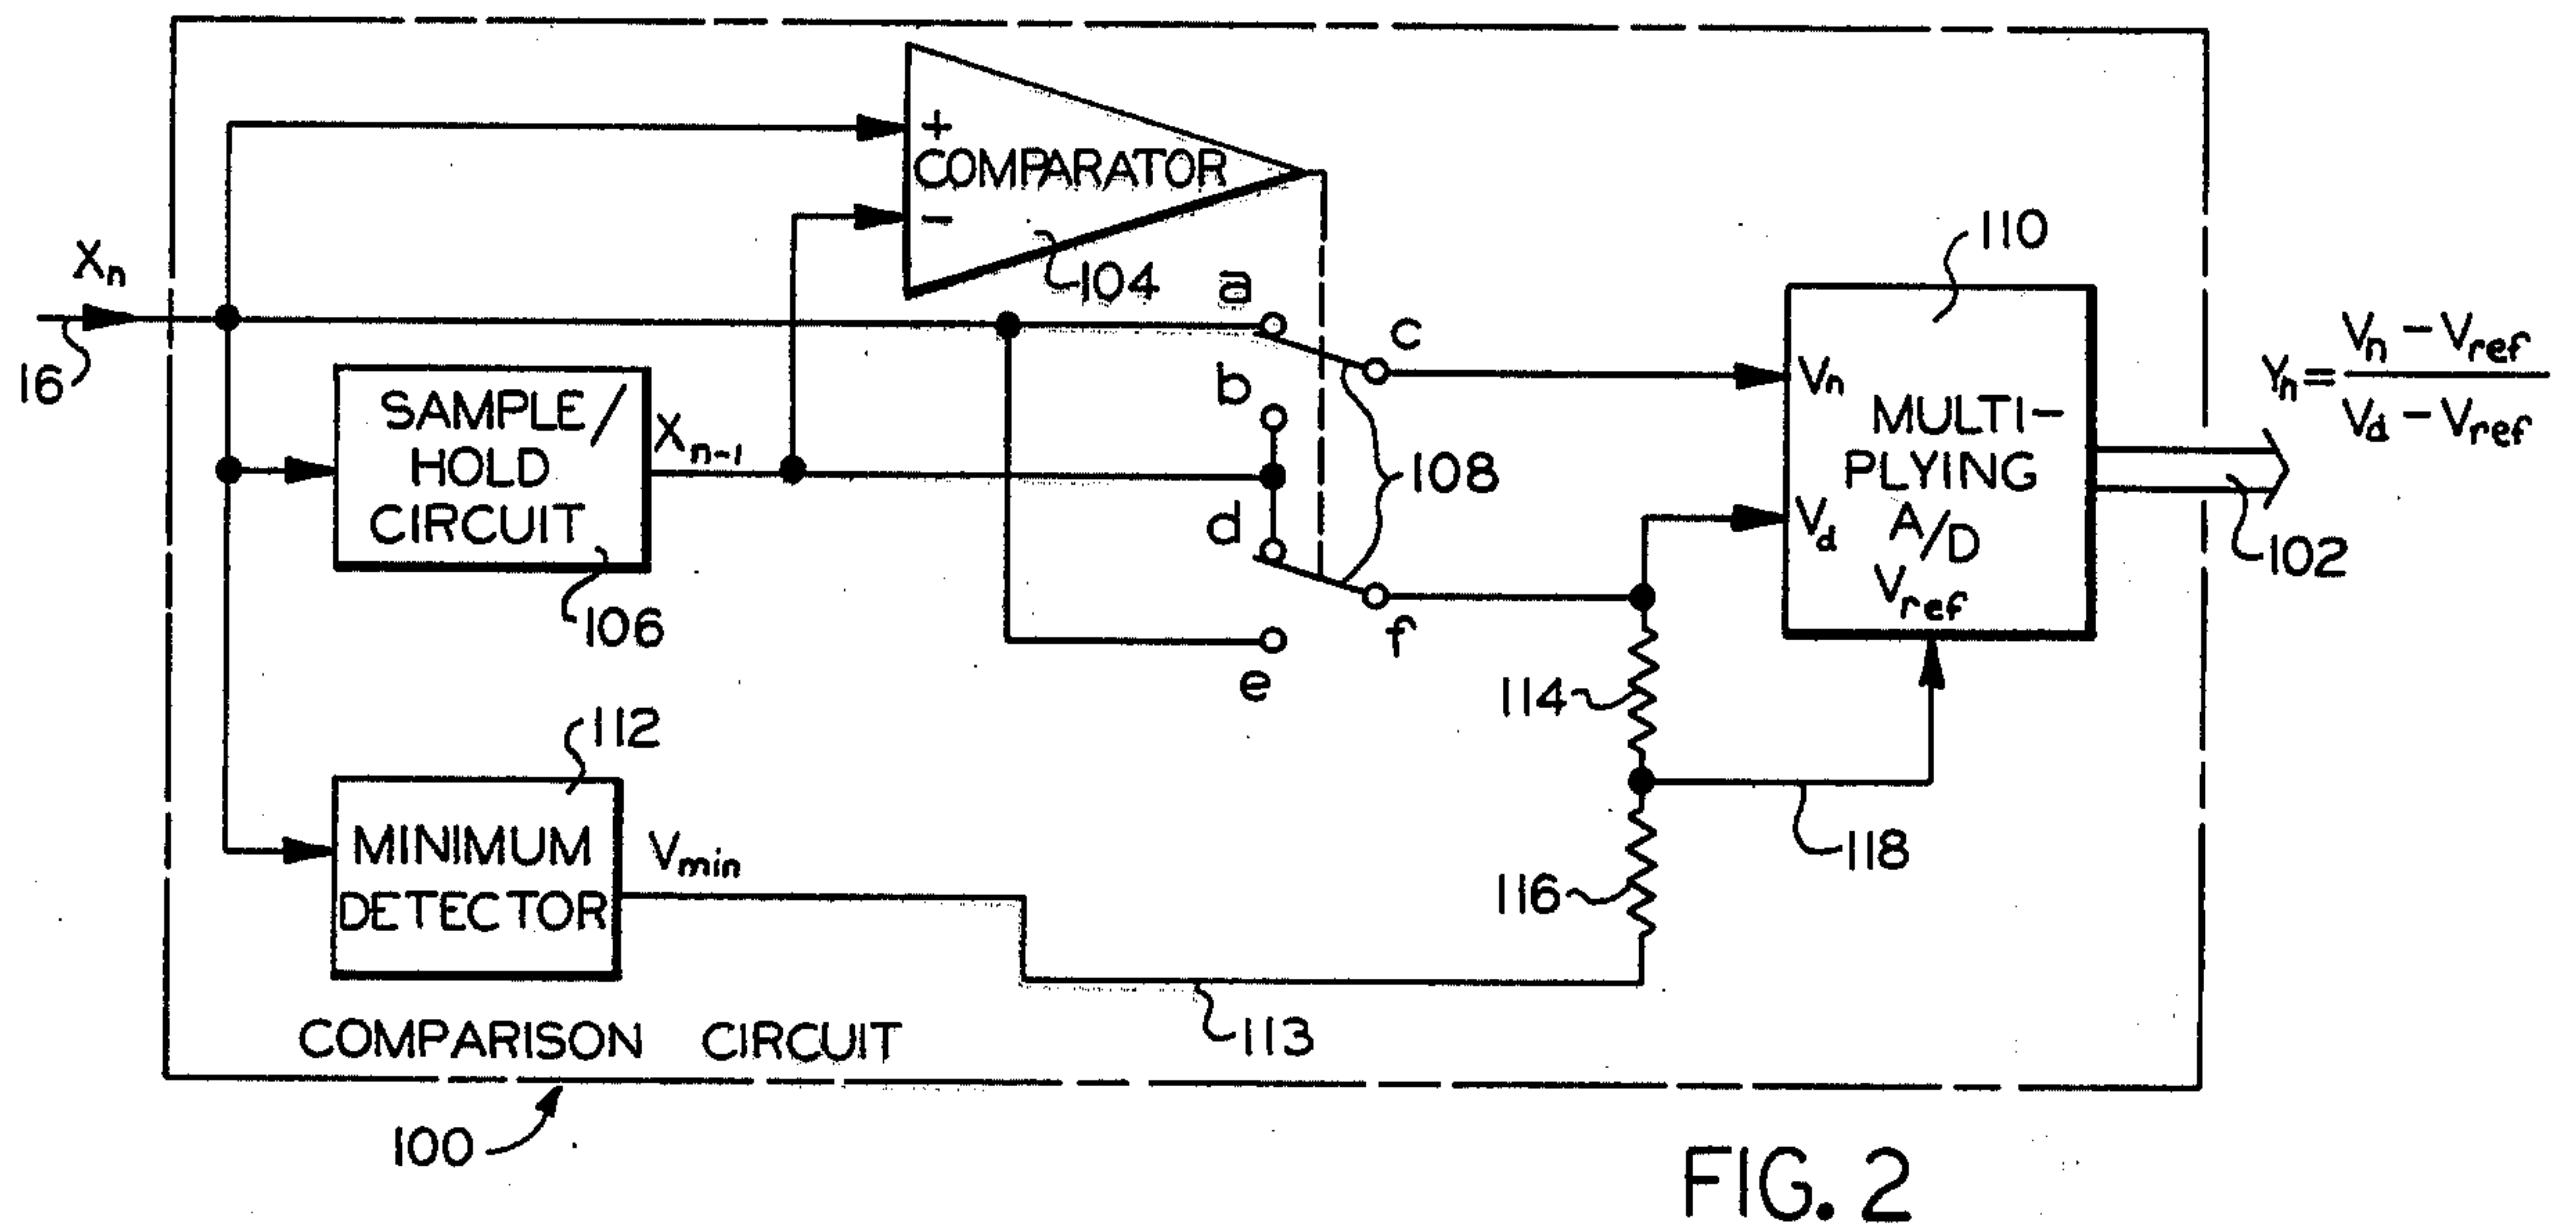 COMPARATOR
+
−
104
Xn
16
SAMPLE/
HOLD
CIRCUIT
106
Xn-1
a
b
c
d
e
f
108
110
Vn
MULTI-
PLYING
A/D
Vd
Vref
Yn = (Vn − Vref) / (Vd − Vref)
102
112
MINIMUM
DETECTOR
Vmin
114
116
118
113
COMPARISON CIRCUIT
100
FIG. 2